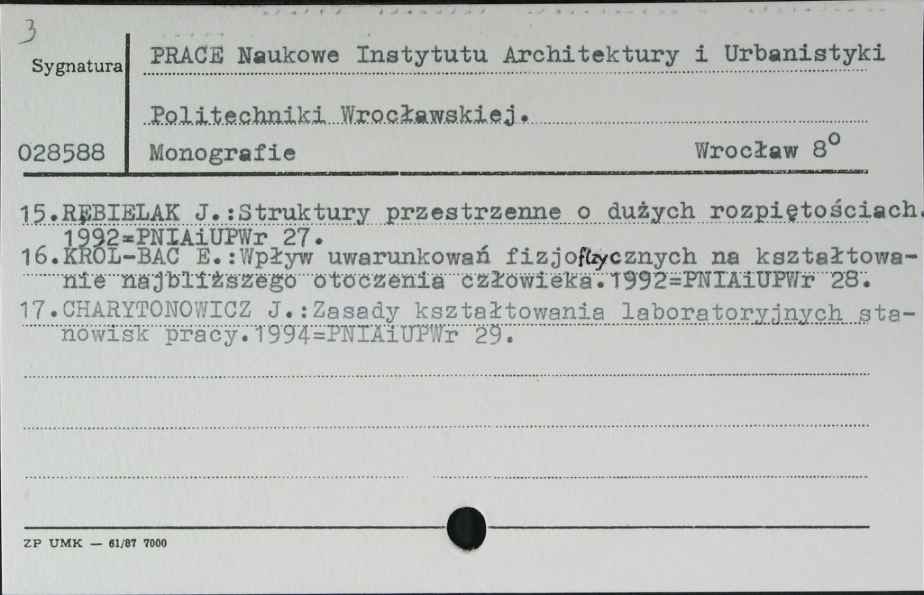 3
Sygnatura
PRACE Naukowe Instytutu Architektury i Urbanistyki
Politechniki Wrocławskiej.
028588
Monografie Wrocław 8°
15.RĘBIELAK J.:Struktury przestrzenne o dużych rozpiętościach.
1992=PNIAiUPWr 27.
16.KRÓL-BAC E.:Wpływ uwarunkowań fizjofizycznych na kształtowa-
nie najbliższego otoczenia człowieka.1992=PNIAiUPWr 28.
17.CHARYTONOWICZ J.:Zasady kształtowania laboratoryjnych sta-
nowisk pracy.1994=PNIAiUPWr 29.
ZP UMK — 61/87 7000